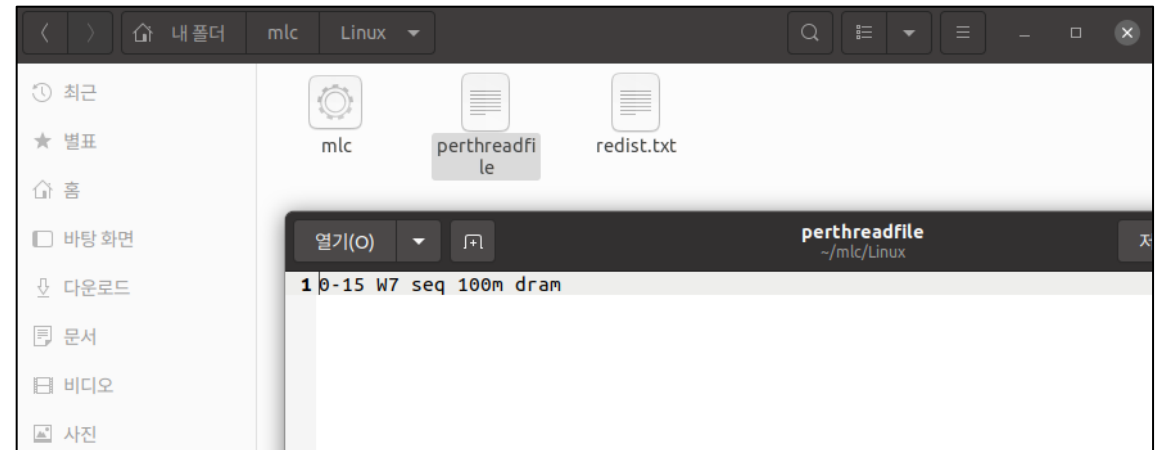 내 폴더 mlc Linux
최근
별표
홈
바탕 화면
다운로드
문서
비디오
사진
mlc
perthreadfi
le
redist.txt
열기(O)
perthreadfile
~/mlc/Linux
1 0-15 W7 seq 100m dram